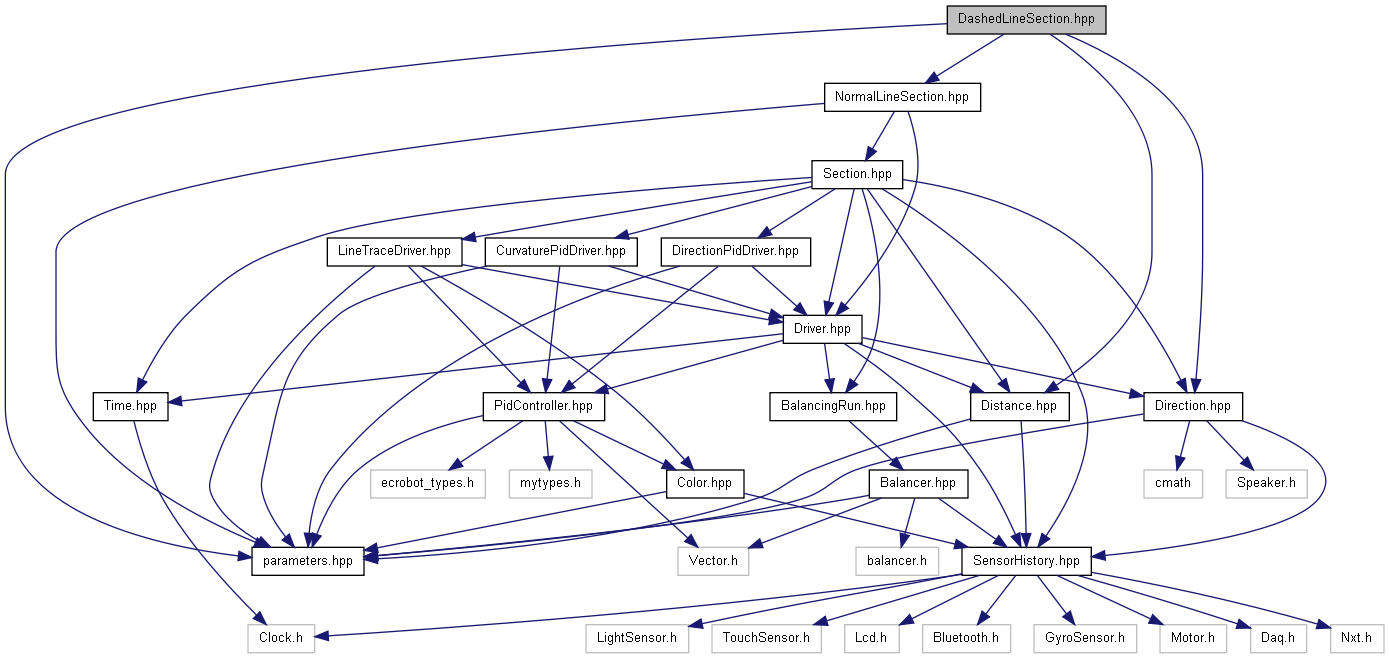 DashedLineSection.hpp
NormalLineSection.hpp
Section.hpp
LineTraceDriver.hpp
CurvaturePidDriver.hpp
DirectionPidDriver.hpp
Driver.hpp
Time.hpp
PidController.hpp
BalancingRun.hpp
Distance.hpp
Direction.hpp
ecrobot_types.h
mytypes.h
Color.hpp
Balancer.hpp
cmath
Speaker.h
parameters.hpp
Vector.h
balancer.h
SensorHistory.hpp
Clock.h
LightSensor.h
TouchSensor.h
Lcd.h
Bluetooth.h
GyroSensor.h
Motor.h
Daq.h
Nxt.h